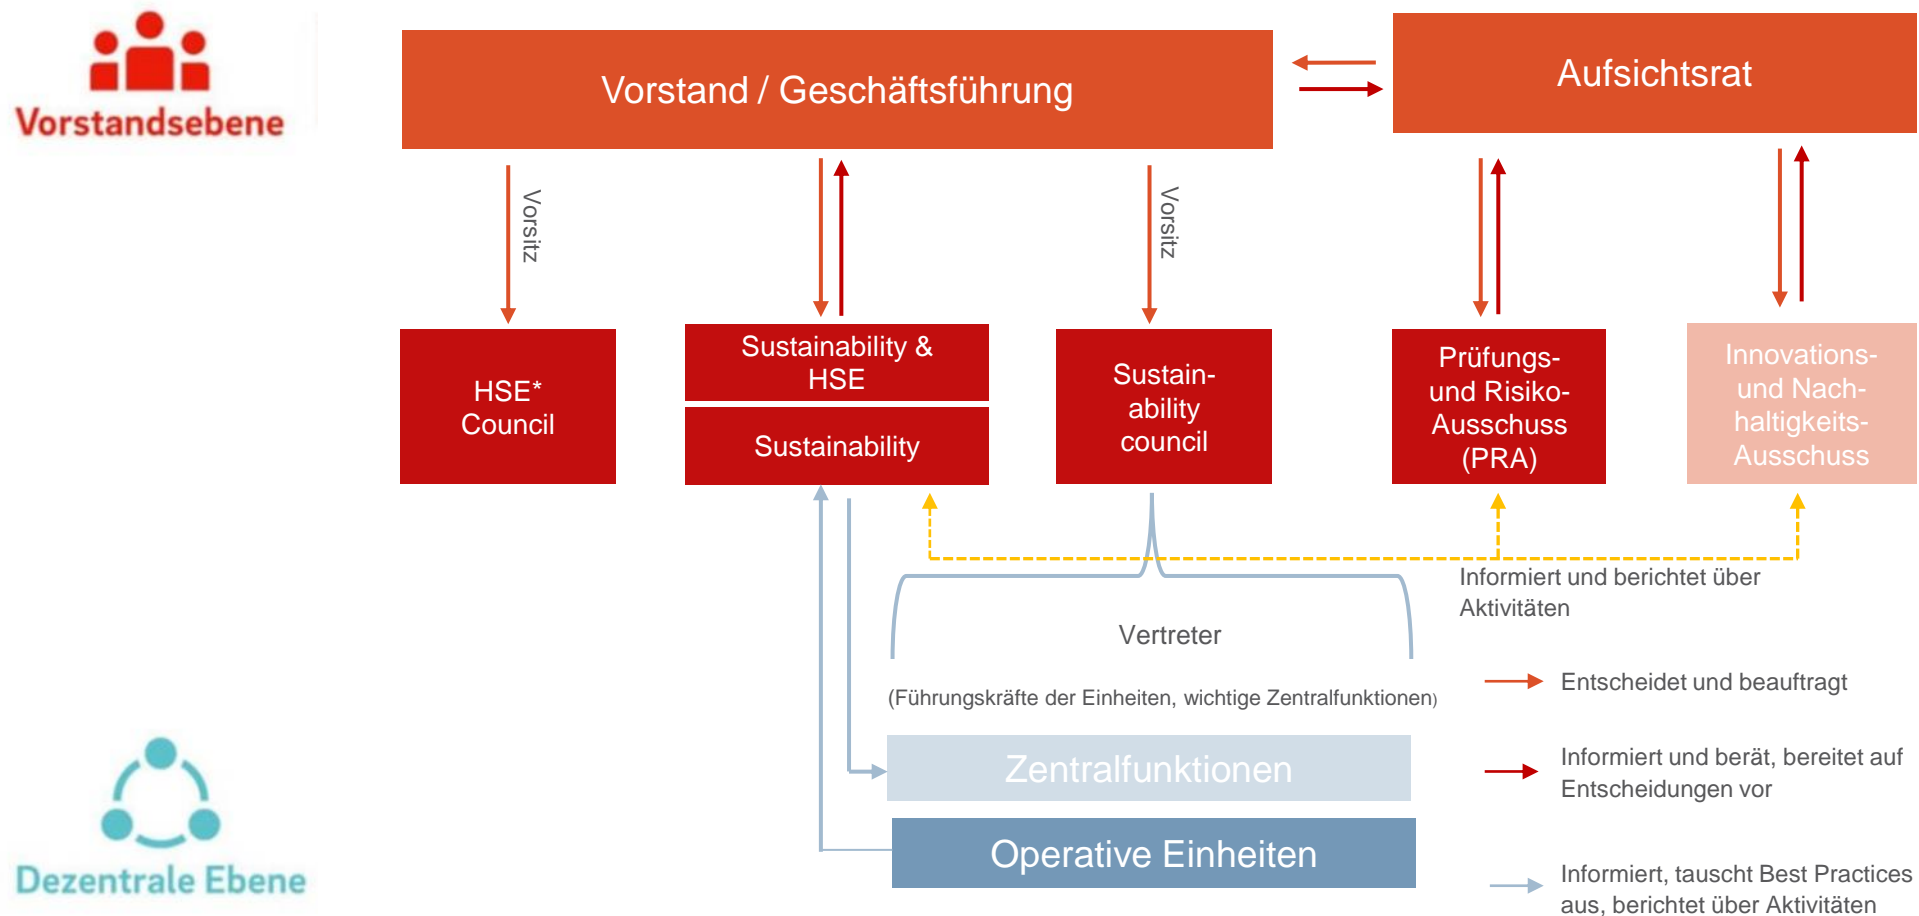 Vorstandsebene
Vorstand / Geschäftsführung
Aufsichtsrat
Vorsitz
Vorsitz
HSE*
Council
Sustainability &
HSE
Sustainability
Sustain-
ability
council
Prüfungs-
und Risiko-
Ausschuss
(PRA)
Innovations-
und Nach-
haltigkeits-
Ausschuss
Informiert und berichtet über
Aktivitäten
Vertreter
(Führungskräfte der Einheiten, wichtige Zentralfunktionen)
Entscheidet und beauftragt
Zentralfunktionen
Informiert und berät, bereitet auf
Entscheidungen vor
Operative Einheiten
Dezentrale Ebene
Informiert, tauscht Best Practices
aus, berichtet über Aktivitäten